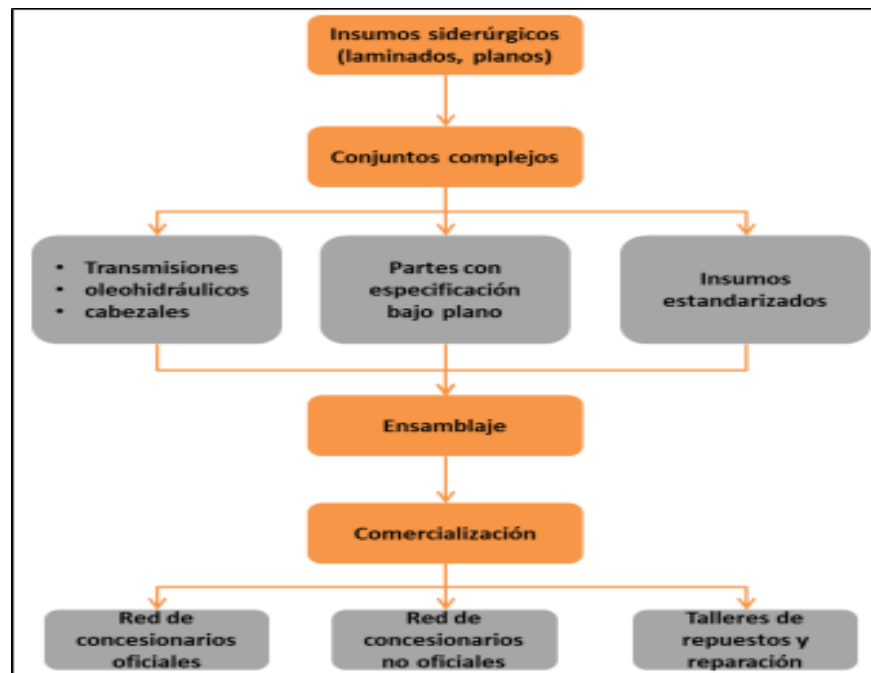 Insumos siderúrgicos
(laminados, planos)
Conjuntos complejos
• Transmisiones
• oleohidráulicos
• cabezales
Partes con
especificación
bajo plano
Insumos
estandarizados
Ensamblaje
Comercialización
Red de
concesionarios
oficiales
Red de
concesionarios
no oficiales
Talleres de
repuestos y
reparación